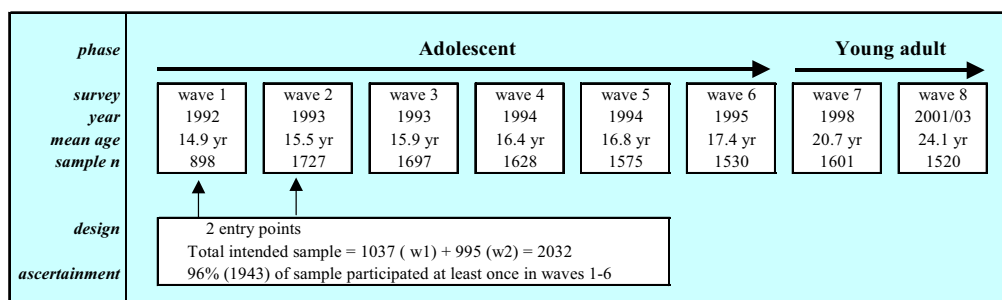 phase Adolescent Young adult
survey wave 1 wave 2 wave 3 wave 4 wave 5 wave 6 wave 7 wave 8
year 1992 1993 1993 1994 1994 1995 1998 2001/03
mean age 14.9 yr 15.5 yr 15.9 yr 16.4 yr 16.8 yr 17.4 yr 20.7 yr 24.1 yr
sample n 898 1727 1697 1628 1575 1530 1601 1520
design 2 entry points
Total intended sample = 1037 ( w1) + 995 (w2) = 2032
ascertainment 96% (1943) of sample participated at least once in waves 1-6